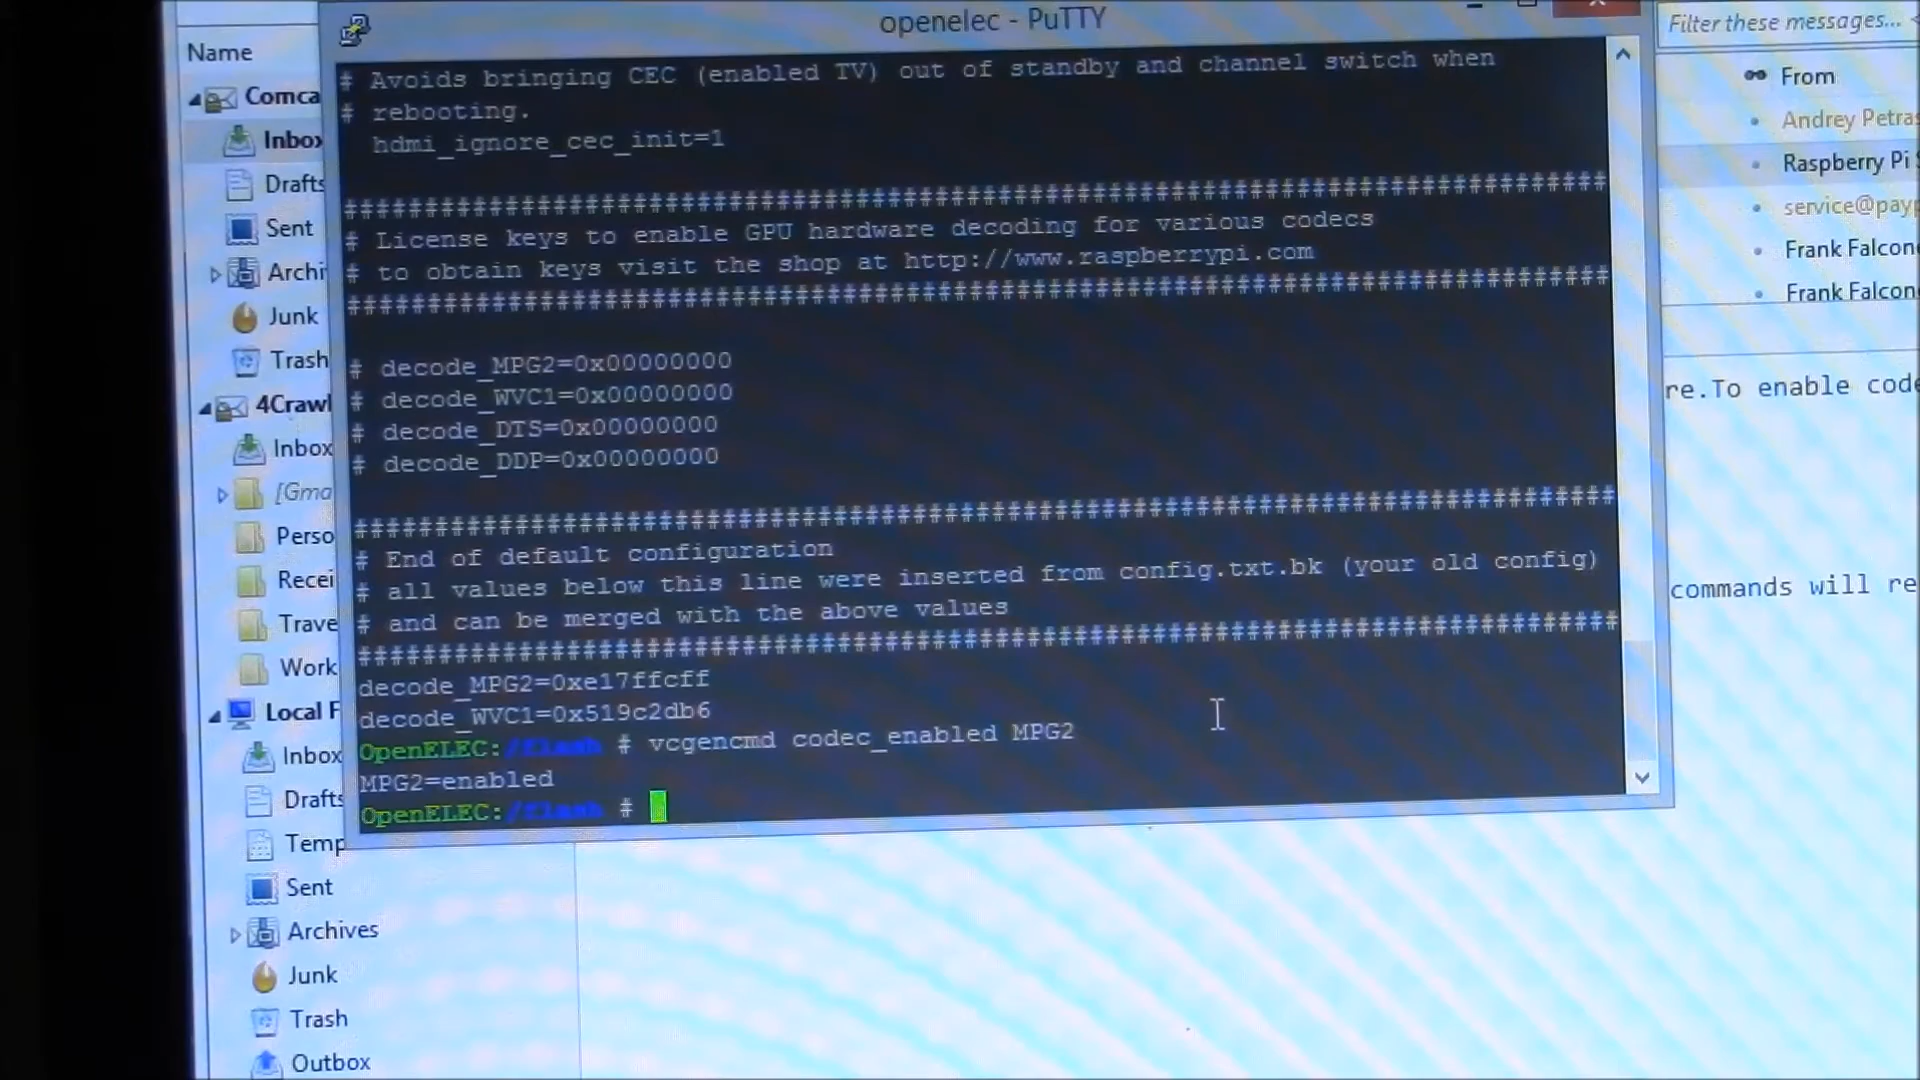 openelec - PuTTY
# Avoids bringing CEC (enabled TV) out of standby and channel switch when
# rebooting.
hdmi_ignore_cec_init=1
################################################################################
# License keys to enable GPU hardware decoding for various codecs
# to obtain keys visit the shop at http://www.raspberrypi.com
################################################################################
# decode_MPG2=0x00000000
# decode_WVC1=0x00000000
# decode_DTS=0x00000000
# decode_DDP=0x00000000
################################################################################
# End of default configuration
# all values below this line were inserted from config.txt.bk (your old config)
# and can be merged with the above values
################################################################################
decode_MPG2=0xe17ffcff
decode_WVC1=0x519c2db6
OpenELEC:/flash # vcgencmd codec_enabled MPG2
MPG2=enabled
OpenELEC:/flash #
Name
Comca
Inbox
Drafts
Sent
Archi
Junk
Trash
4Crawl
Inbox
[Gma
Perso
Recei
Trave
Work
Local F
Inbox
Drafts
Temp
Sent
Archives
Junk
Trash
Outbox
Filter these messages...
From
Andrey Petras
Raspberry Pi S
service@payp
Frank Falcone
Frank Falcone
re.To enable code
commands will re